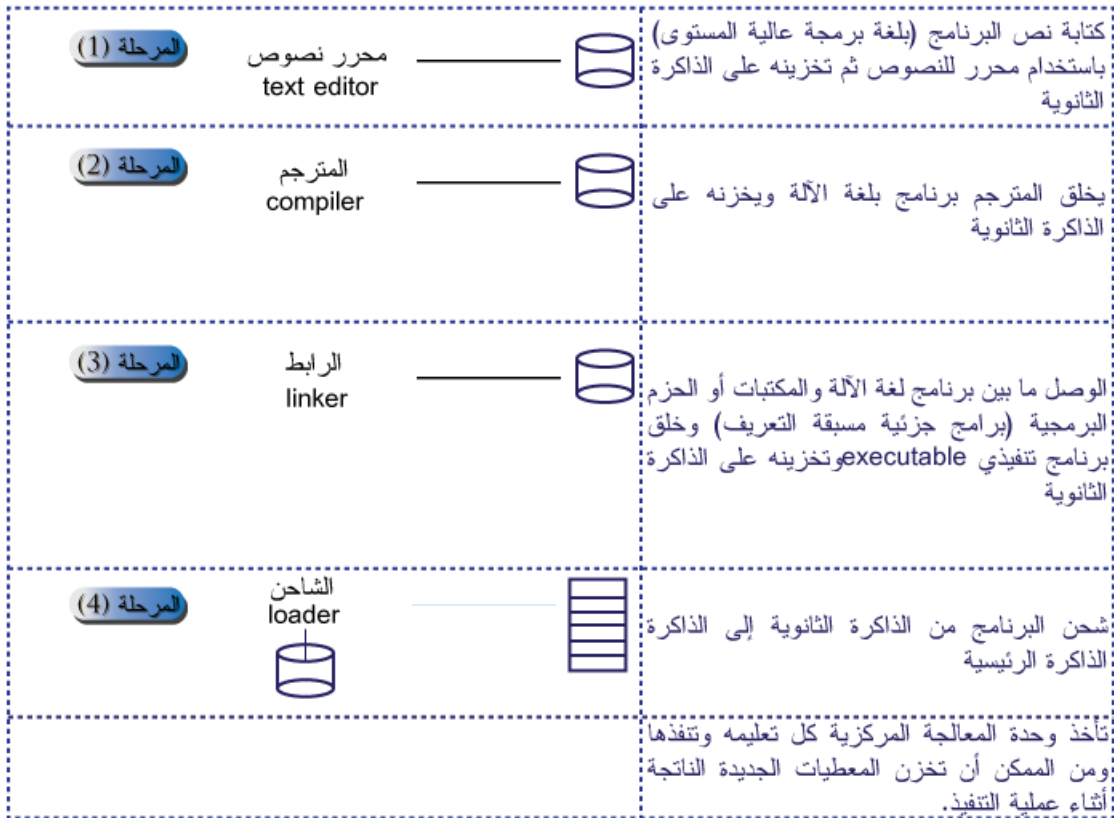 كتابة نص البرنامج (بلغة برمجة عالية المستوى)
باستخدام محرر للنصوص ثم تخزينه على الذاكرة
الثانوية
محرر نصوص
text editor
المرحلة (1)
يخلق المترجم برنامج بلغة الآلة ويخزنه على
الذاكرة الثانوية
المترجم
compiler
المرحلة (2)
الوصل ما بين برنامج لغة الآلة والمكتبات أو الحزم
البرمجية (برامج جزئية مسبقة التعريف) وخلق
برنامج تنفيذي executableوتخزينه على الذاكرة
الثانوية
الرابط
linker
المرحلة (3)
شحن البرنامج من الذاكرة الثانوية إلى الذاكرة
الذاكرة الرئيسية
الشاحن
loader
المرحلة (4)
تأخذ وحدة المعالجة المركزية كل تعليمه وتنفذها
ومن الممكن أن تخزن المعطيات الجديدة الناتجة
أثناء عملية التنفيذ.